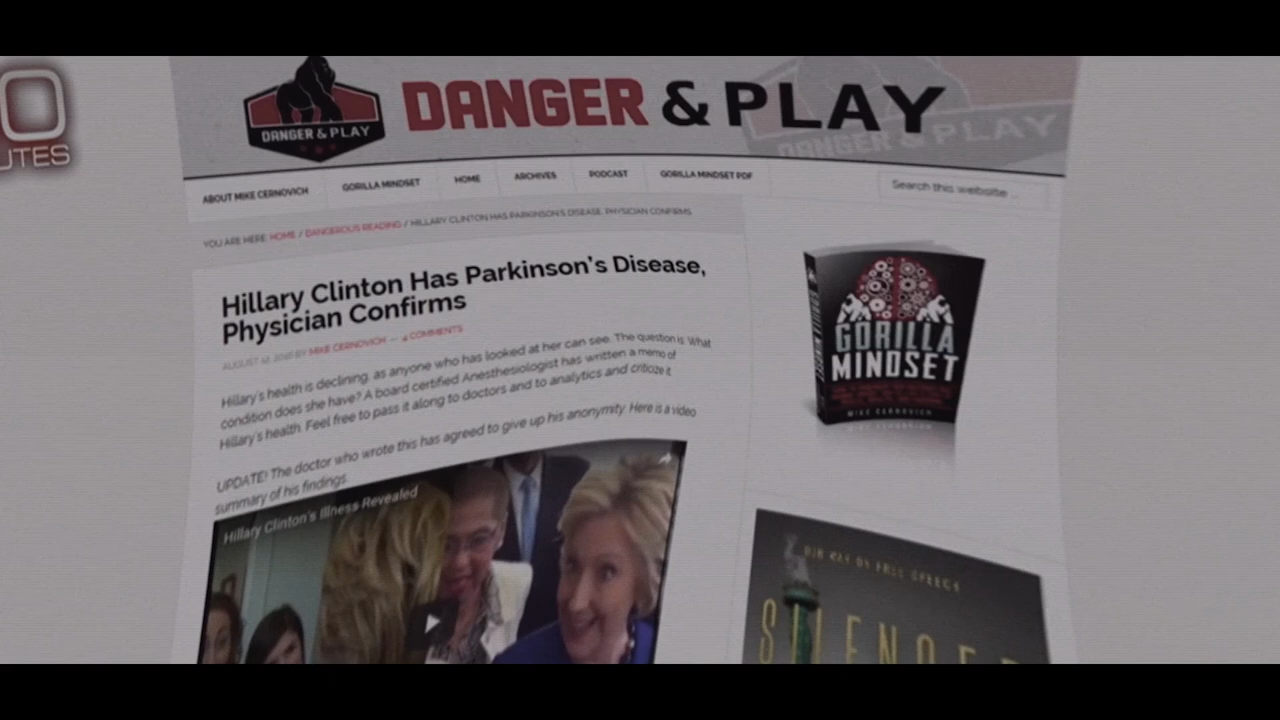 0
UTES
DANGER & PLAY
DANGER & PLAY
DANGER & PLAY
ABOUT MIKE CERNOVICH GORILLA MINDSET HOME ARCHIVES PODCAST GORILLA MINDSET PDF
Search this website ...
YOU ARE HERE: HOME / DANGEROUS READING / HILLARY CLINTON HAS PARKINSON'S DISEASE, PHYSICIAN CONFIRMS
Hillary Clinton Has Parkinson's Disease,
Physician Confirms
BY MIKE CERNOVICH — 4 COMMENTS
Hillary's health is declining, as anyone who has looked at her can see. The question is: What
condition does she have? A board certified Anesthesiologist has written a memo of
Hillary's health. Feel free to pass it along to doctors and to analytics and criticize it
UPDATE! The doctor who wrote this has agreed to give up his anonymity. Here is a video
summary of his findings
Hillary Clinton's Illness Revealed
GORILLA MINDSET
GORILLA
MINDSET
MIKE CERNOVICH
FREE SPEECH